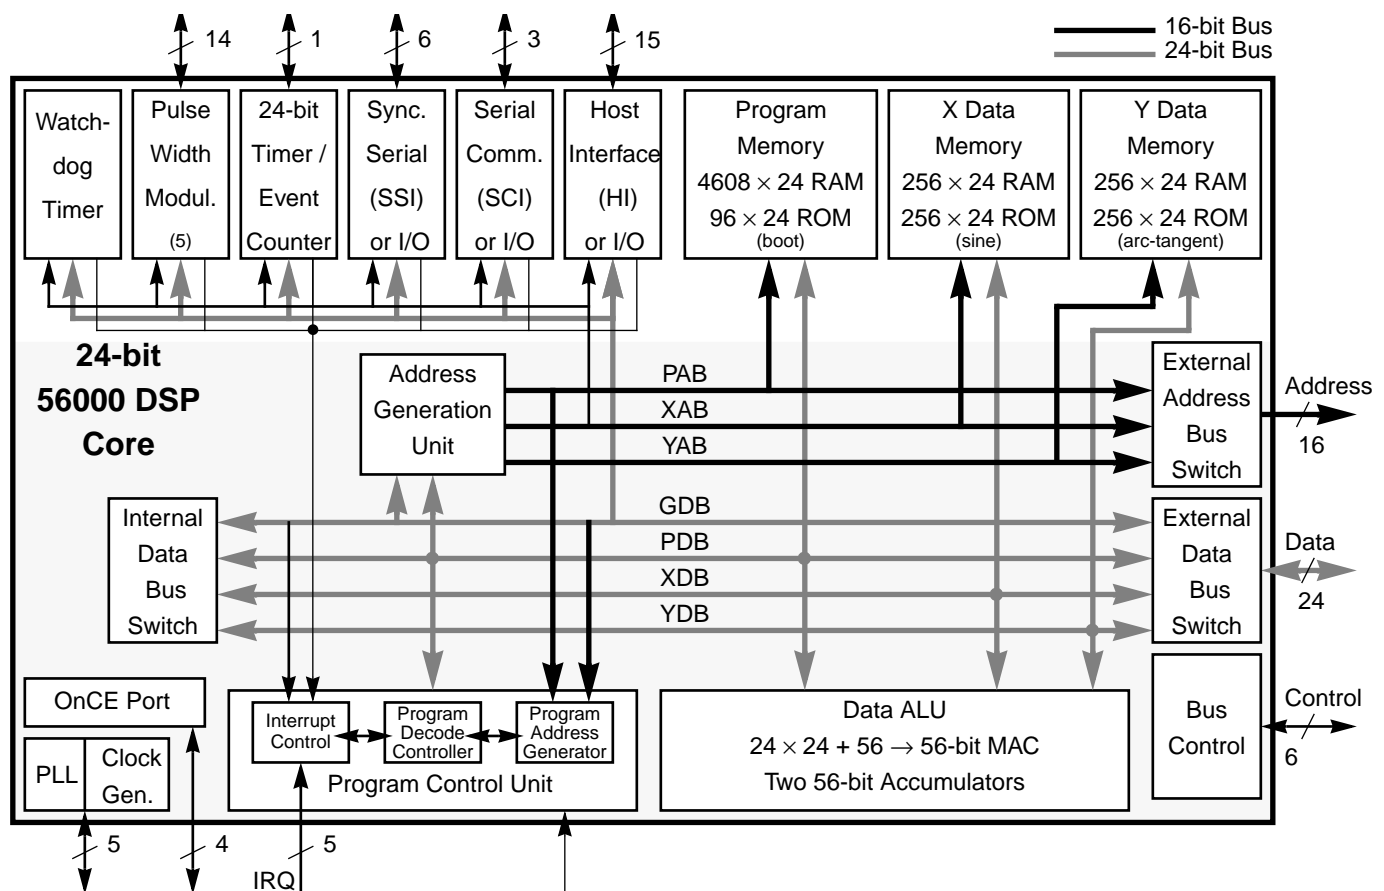 14
1
6
3
15
16-bit Bus
24-bit Bus
Watch-
dog
Timer
Pulse
Width
Modul.
(5)
24-bit
Timer /
Event
Counter
Sync.
Serial
(SSI)
or I/O
Serial
Comm.
(SCI)
or I/O
Host
Interface
(HI)
or I/O
Program
Memory
4608 × 24 RAM
96 × 24 ROM
(boot)
X Data
Memory
256 × 24 RAM
256 × 24 ROM
(sine)
Y Data
Memory
256 × 24 RAM
256 × 24 ROM
(arc-tangent)
24-bit
56000 DSP
Core
Address
Generation
Unit
PAB
XAB
YAB
External
Address
Bus
Switch
Address
16
Internal
Data
Bus
Switch
GDB
PDB
XDB
YDB
External
Data
Bus
Switch
Data
24
OnCE Port
PLL
Clock
Gen.
Interrupt
Control
Program
Decode
Controller
Program
Address
Generator
Program Control Unit
Data ALU
24 × 24 + 56 → 56-bit MAC
Two 56-bit Accumulators
Bus
Control
Control
6
5
4
IRQ
5